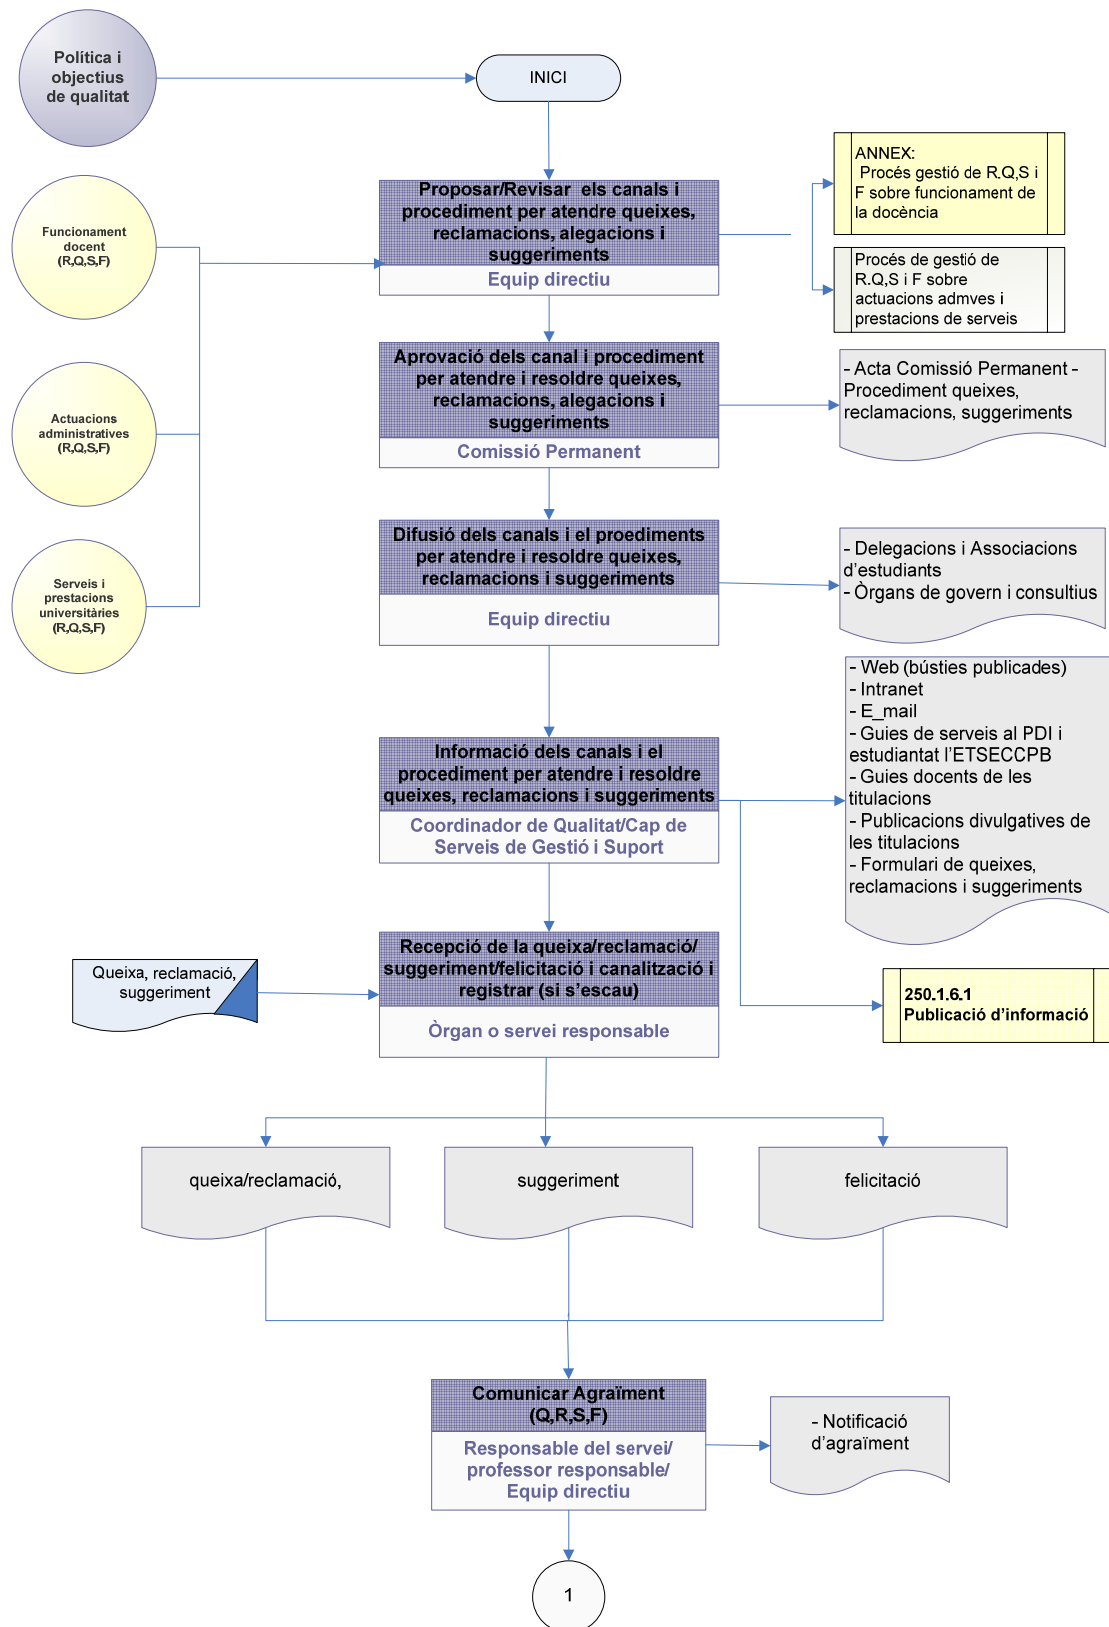 Política i
objectius
de qualitat
INICI
Funcionament
docent
(R,Q,S,F)
Proposar/Revisar els canals i
procediment per atendre queixes,
reclamacions, alegacions i
suggeriments
Equip directiu
ANNEX:
Procés gestió de R.Q,S i
F sobre funcionament de
la docència
Procés de gestió de
R.Q,S i F sobre
actuacions admves i
prestacions de serveis
Actuacions
administratives
(R,Q,S,F)
Aprovació dels canal i procediment
per atendre i resoldre queixes,
reclamacions, alegacions i
suggeriments
Comissió Permanent
- Acta Comissió Permanent -
Procediment queixes,
reclamacions, suggeriments
Serveis i
prestacions
universitàries
(R,Q,S,F)
Difusió dels canals i el proediments
per atendre i resoldre queixes,
reclamacions i suggeriments
Equip directiu
- Delegacions i Associacions
d'estudiants
- Òrgans de govern i consultius
Informació dels canals i el
procediment per atendre i resoldre
queixes, reclamacions i suggeriments
Coordinador de Qualitat/Cap de
Serveis de Gestió i Suport
- Web (bústies publicades)
- Intranet
- E_mail
- Guies de serveis al PDI i
estudiantat l'ETSECCPB
- Guies docents de les
titulacions
- Publicacions divulgatives de
les titulacions
- Formulari de queixes,
reclamacions i suggeriments
Queixa, reclamació,
suggeriment
Recepció de la queixa/reclamació/
suggeriment/felicitació i canalització i
registrar (si s'escau)
Òrgan o servei responsable
250.1.6.1
Publicació d'informació
queixa/reclamació,
suggeriment
felicitació
Comunicar Agraïment
(Q,R,S,F)
Responsable del servei/
professor responsable/
Equip directiu
- Notificació
d'agraïment
1